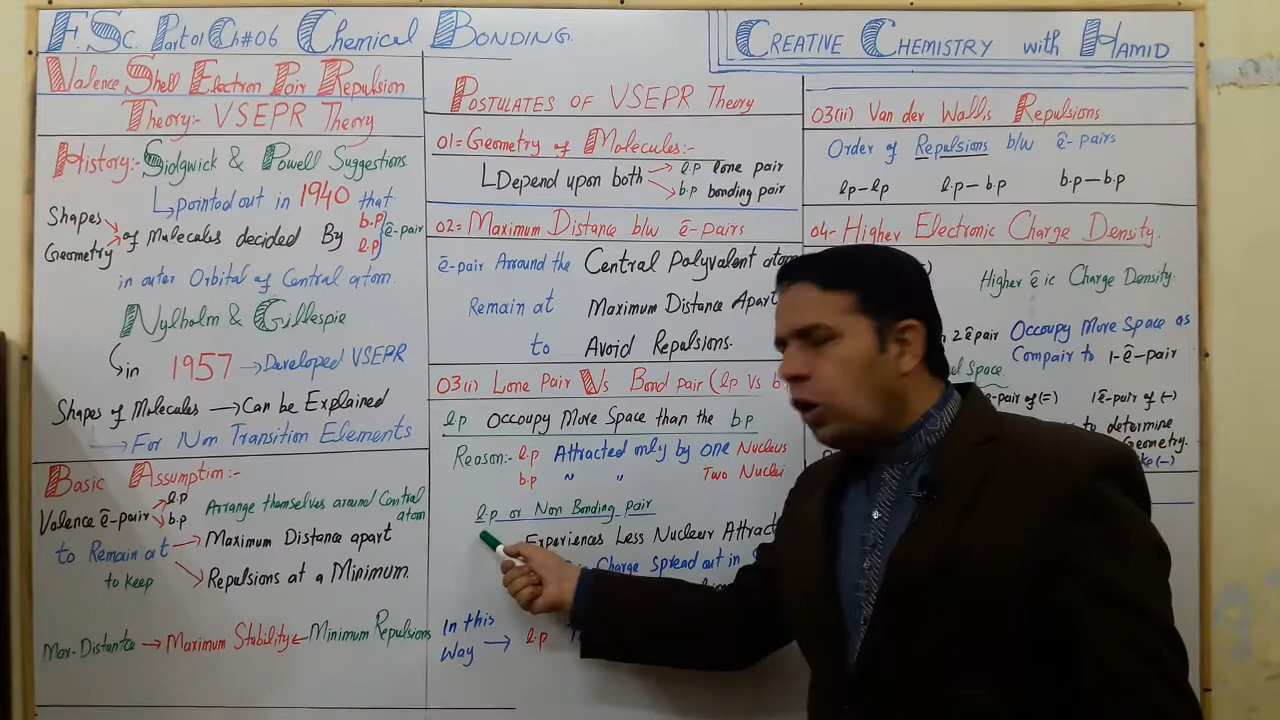 F.Sc. Part 01 Ch#06 Chemical Bonding.
Creative Chemistry with Hamid
Valence Shell Electron Pair Repulsion
Theory:- VSEPR Theory
History:- Sidgwick & Powell Suggestions
pointed out in 1940 that
Shapes
Geometry of Molecules decided By b.p l.p ē-pair
in outer Orbital of Central atom.
Nylholm & Gillespie
in 1957 → Developed VSEPR
Shapes of Molecules → Can be Explained
→ For Non Transition Elements
Basic Assumption:-
Valence ē-pair l.p b.p Arrange themselves around Central atom
to Remain at → Maximum Distance apart
to keep → Repulsions at a Minimum.
Max-Distance → Maximum Stability ← Minimum Repulsions
Postulates of VSEPR Theory
01= Geometry of Molecules:-
Depend upon both → l.p lone pair
→ b.p bonding pair
02= Maximum Distance b/w ē-pairs
ē-pair Around the Central Polyvalent atom
Remain at Maximum Distance Apart
to Avoid Repulsions.
03(i) Lone Pair Vs Bond Pair (lp Vs b
l.p Occupy More Space than the b.p
Reason:- l.p Attracted only by one Nucleus
b.p " " Two Nuclei
l.p or Non Bonding Pair
Experiences Less Nuclear Attract
Charge Spread out in
In this
Way → l.p
03(ii) Van der Wall's Repulsions
Order of Repulsions b/w ē-pairs
lp–lp l.p–b.p b.p–b.p
04- Higher Electronic Charge Density.
Higher ē ic Charge Density.
2ēpair Occupy More Space as
Compair to 1-ē-pair
Space.
ē-pair of (=) 1ē-pair of (-)
to determine
Geometry.
(-)